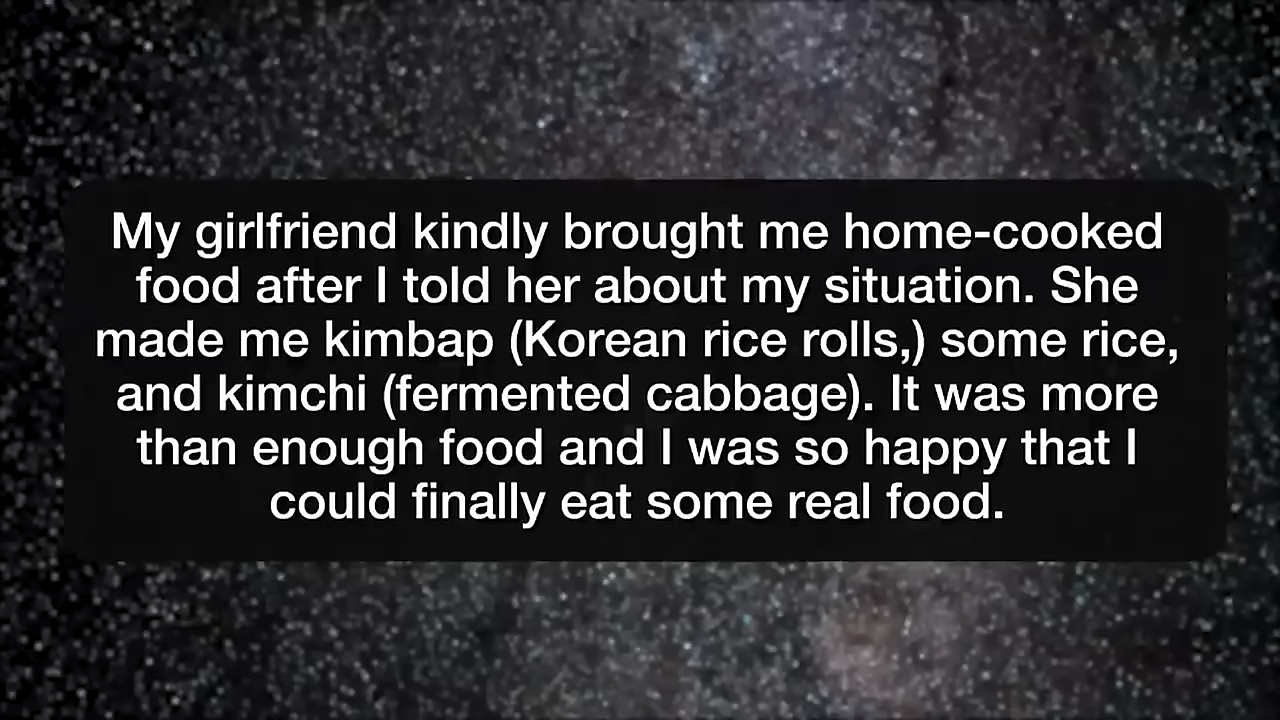 My girlfriend kindly brought me home-cooked
food after I told her about my situation. She
made me kimbap (Korean rice rolls,) some rice,
and kimchi (fermented cabbage). It was more
than enough food and I was so happy that I
could finally eat some real food.